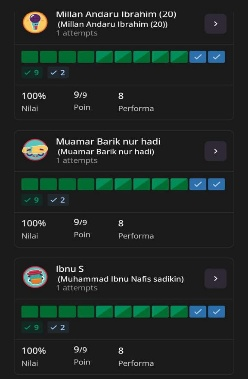 Millan Andaru Ibrahim (20)
(Millan Andaru Ibrahim (20))
1 attempts
9 2
100% 9/9 8
Nilai Poin Performa
Muamar Barik nur hadi
(Muamar Barik nur hadi)
1 attempts
9 2
100% 9/9 8
Nilai Poin Performa
Ibnu S
(Muhammad Ibnu Nafis sadikin)
1 attempts
9 2
100% 9/9 8
Nilai Poin Performa